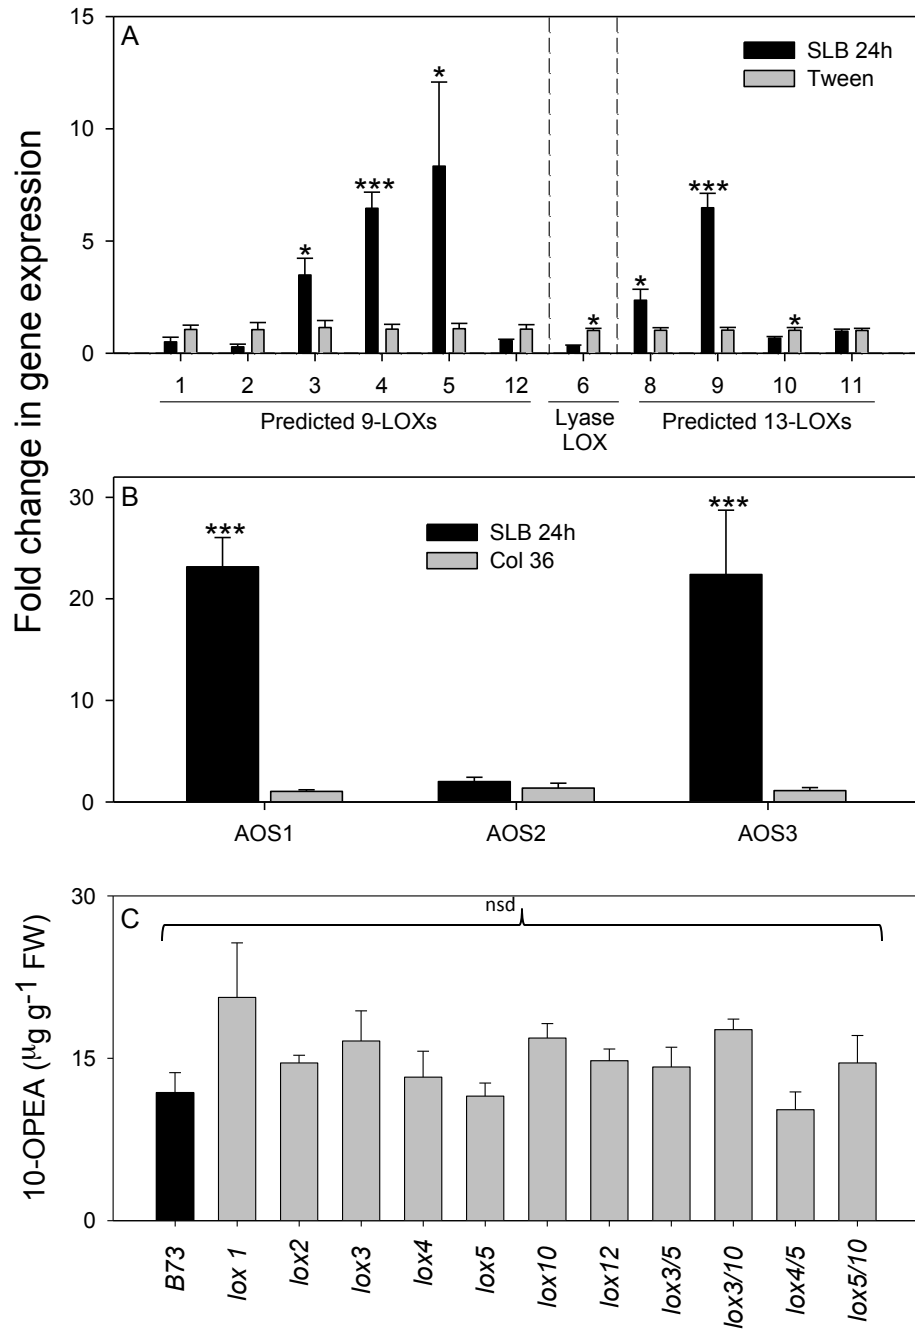 Fold change in gene expression
15
A
SLB 24h
Tween
*
10
***
***
5
*
*
*
*
0
1 2 3 4 5 12 6 8 9 10 11
Predicted 9-LOXs
Lyase
LOX
Predicted 13-LOXs
30
B
***
***
SLB 24h
Col 36
20
10
0
AOS1 AOS2 AOS3
10-OPEA (µg g⁻¹ FW)
30
C
nsd
15
0
B73 lox 1 lox2 lox3 lox4 lox5 lox10 lox12 lox3/5 lox3/10 lox4/5 lox5/10